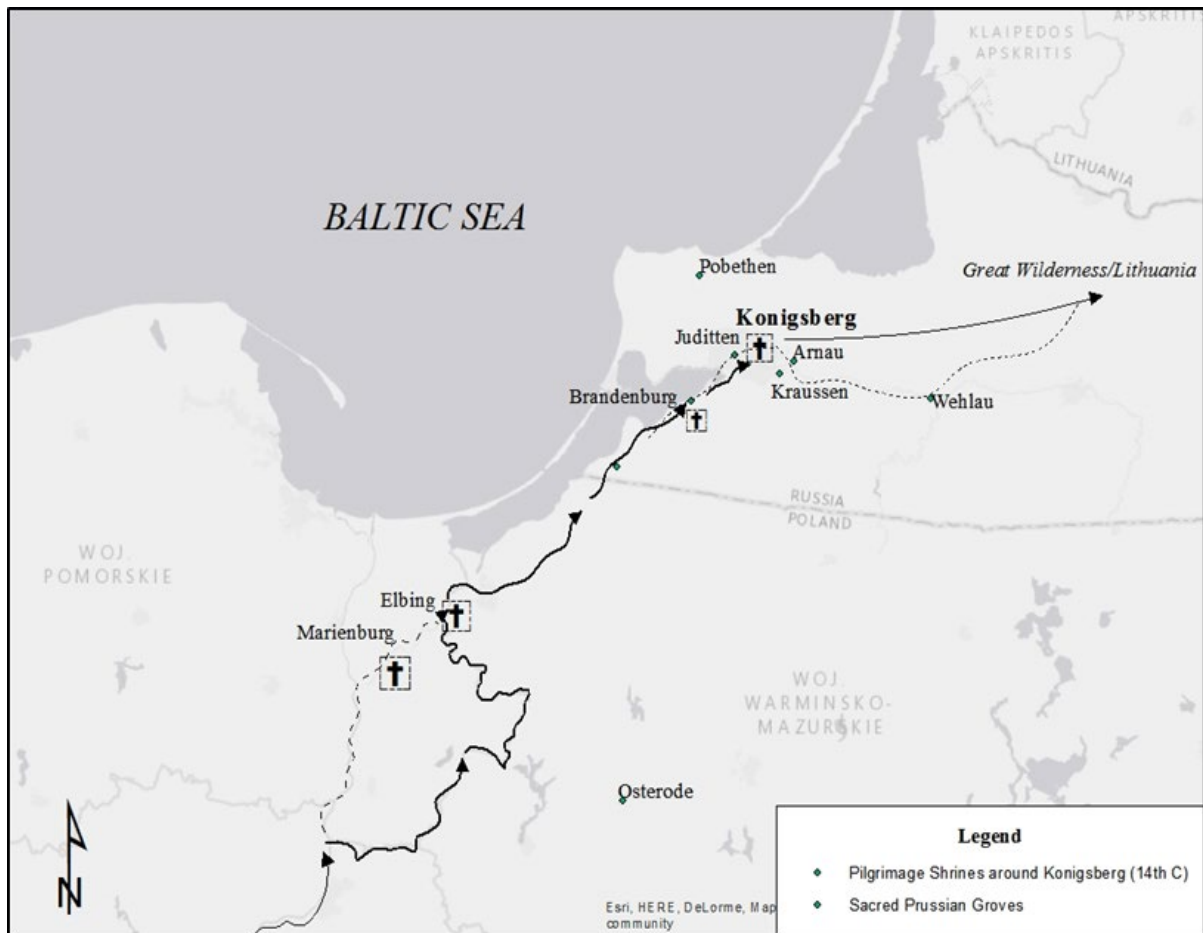 APSKRITIS
KLAIPEDOS
APSKRITIS
LITHUANIA
BALTIC SEA
Pobethen
Great Wilderness/Lithuania
Konigsberg
Juditten
Arnau
Kraussen
Brandenburg
Wehlau
RUSSIA
POLAND
WOJ.
POMORSKIE
Elbing
Marienburg
WOJ.
WARMINSKO-
MAZURSKIE
Osterode
N
Legend
Pilgrimage Shrines around Konigsberg (14th C)
Sacred Prussian Groves
Esri, HERE, DeLorme, Map
community